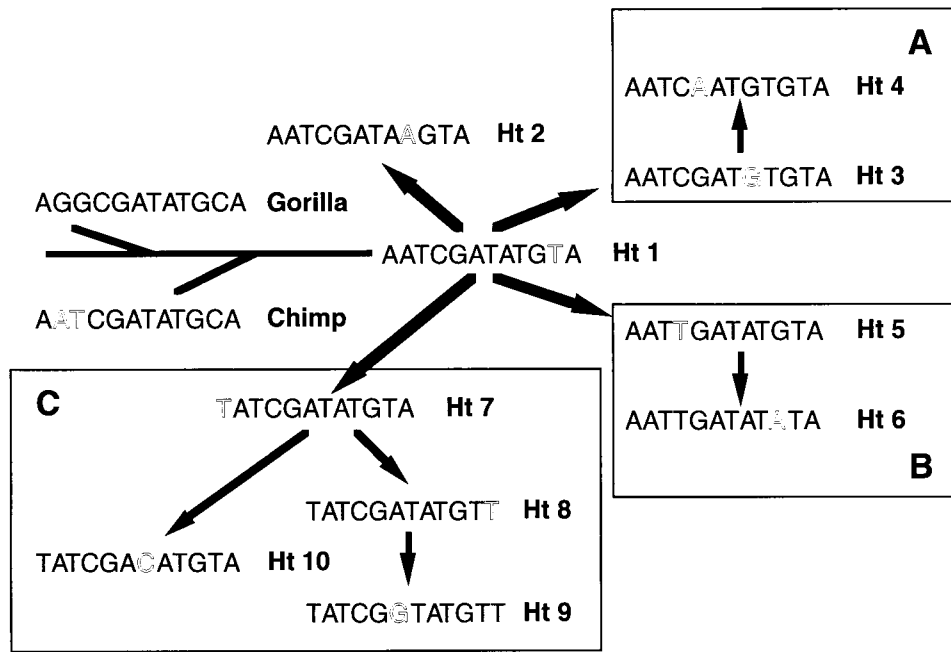 A
AATCAATGTGTA Ht 4
AATCGATAAGTA Ht 2
AATCGATGTGTA Ht 3
AGGCGATATGCA Gorilla
AATCGATATGTA Ht 1
AATCGATATGCA Chimp
AATTGATATGTA Ht 5
C
TATCGATATGTA Ht 7
AATTGATATATA Ht 6
B
TATCGATATGTT Ht 8
TATCGACATGTA Ht 10
TATCGGTATGTT Ht 9